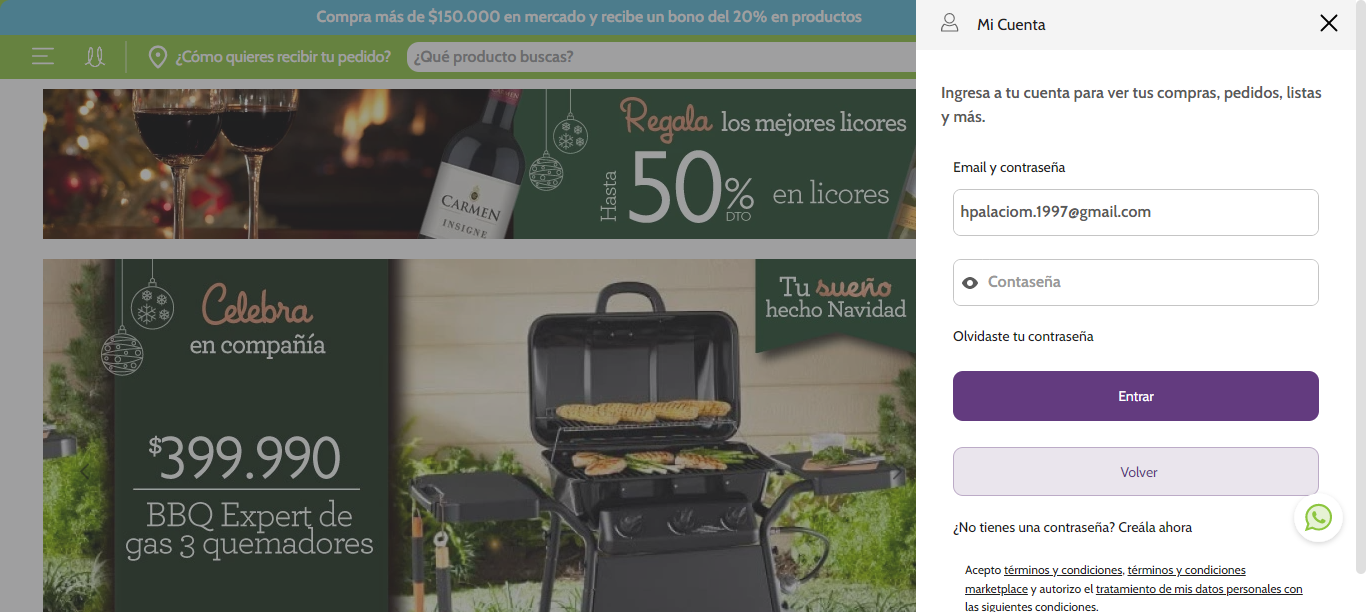 Compra más de $150.000 en mercado y recibe un bono del 20% en productos
¿Cómo quieres recibir tu pedido?
¿Qué producto buscas?
CARMEN
INSIGNE
Regala los mejores licores
Hasta 50% DTO en licores
Celebra
en compañía
$399.990
BBQ Expert de
gas 3 quemadores
Tu sueño
hecho Navidad
Mi Cuenta
Ingresa a tu cuenta para ver tus compras, pedidos, listas
y más.
Email y contraseña
hpalaciom.1997@gmail.com
Contaseña
Olvidaste tu contraseña
Entrar
Volver
¿No tienes una contraseña? Creála ahora
Acepto términos y condiciones, términos y condiciones
marketplace y autorizo el tratamiento de mis datos personales con
las siguientes condiciones.